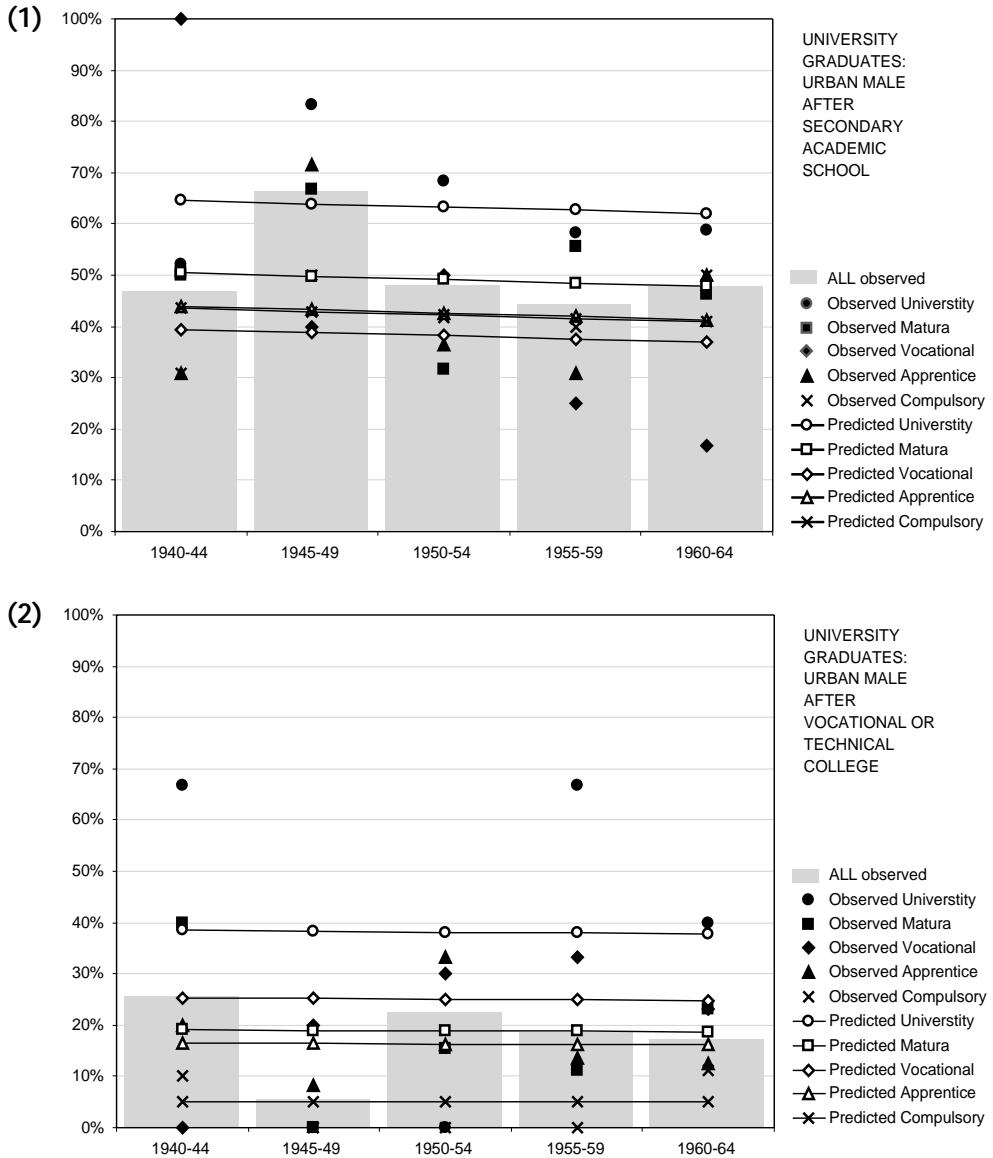 (1)
100%
90%
80%
70%
60%
50%
40%
30%
20%
10%
0%
1940-44 1945-49 1950-54 1955-59 1960-64
UNIVERSITY
GRADUATES:
URBAN MALE
AFTER
SECONDARY
ACADEMIC
SCHOOL
ALL observed
Observed Universtity
Observed Matura
Observed Vocational
Observed Apprentice
Observed Compulsory
Predicted Universtity
Predicted Matura
Predicted Vocational
Predicted Apprentice
Predicted Compulsory
(2)
100%
90%
80%
70%
60%
50%
40%
30%
20%
10%
0%
1940-44 1945-49 1950-54 1955-59 1960-64
UNIVERSITY
GRADUATES:
URBAN MALE
AFTER
VOCATIONAL OR
TECHNICAL
COLLEGE
ALL observed
Observed Universtity
Observed Matura
Observed Vocational
Observed Apprentice
Observed Compulsory
Predicted Universtity
Predicted Matura
Predicted Vocational
Predicted Apprentice
Predicted Compulsory